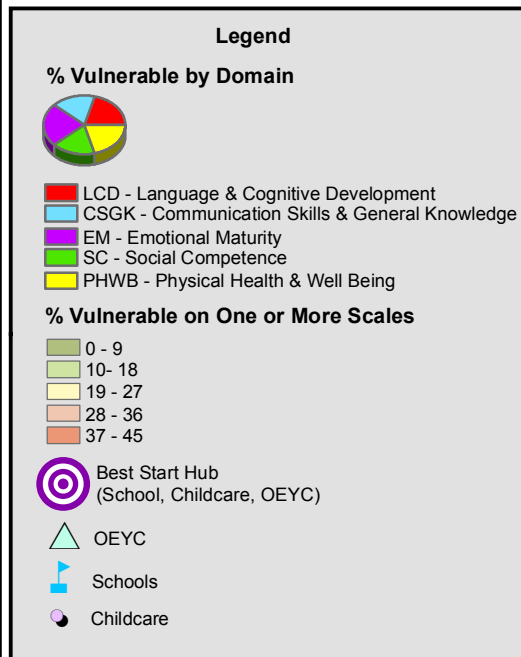 Legend
% Vulnerable by Domain
LCD - Language & Cognitive Development
CSGK - Communication Skills & General Knowledge
EM - Emotional Maturity
SC - Social Competence
PHWB - Physical Health & Well Being
% Vulnerable on One or More Scales
0 - 9
10- 18
19 - 27
28 - 36
37 - 45
Best Start Hub
(School, Childcare, OEYC)
OEYC
Schools
Childcare